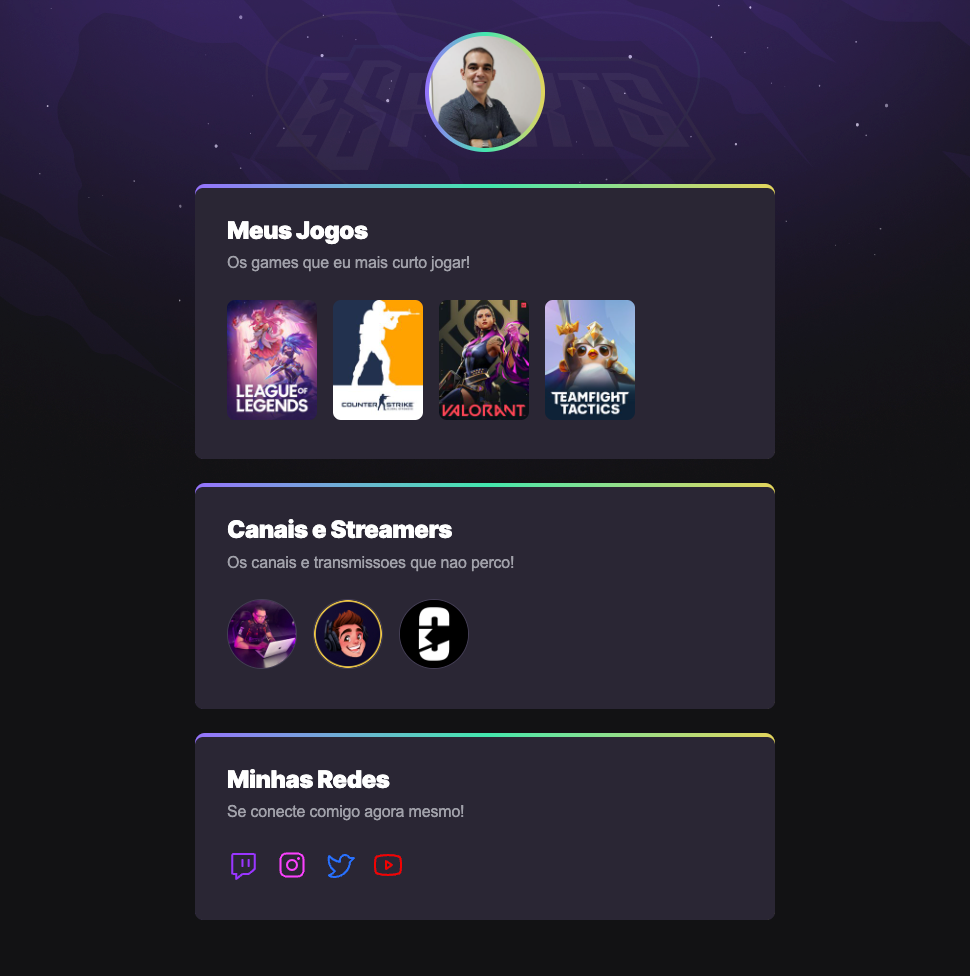 ESPORTS
Meus Jogos
Os games que eu mais curto jogar!
LEAGUE OF
LEGENDS
COUNTER STRIKE
VALORANT
TEAMFIGHT
TACTICS
Canais e Streamers
Os canais e transmissoes que nao perco!
Minhas Redes
Se conecte comigo agora mesmo!